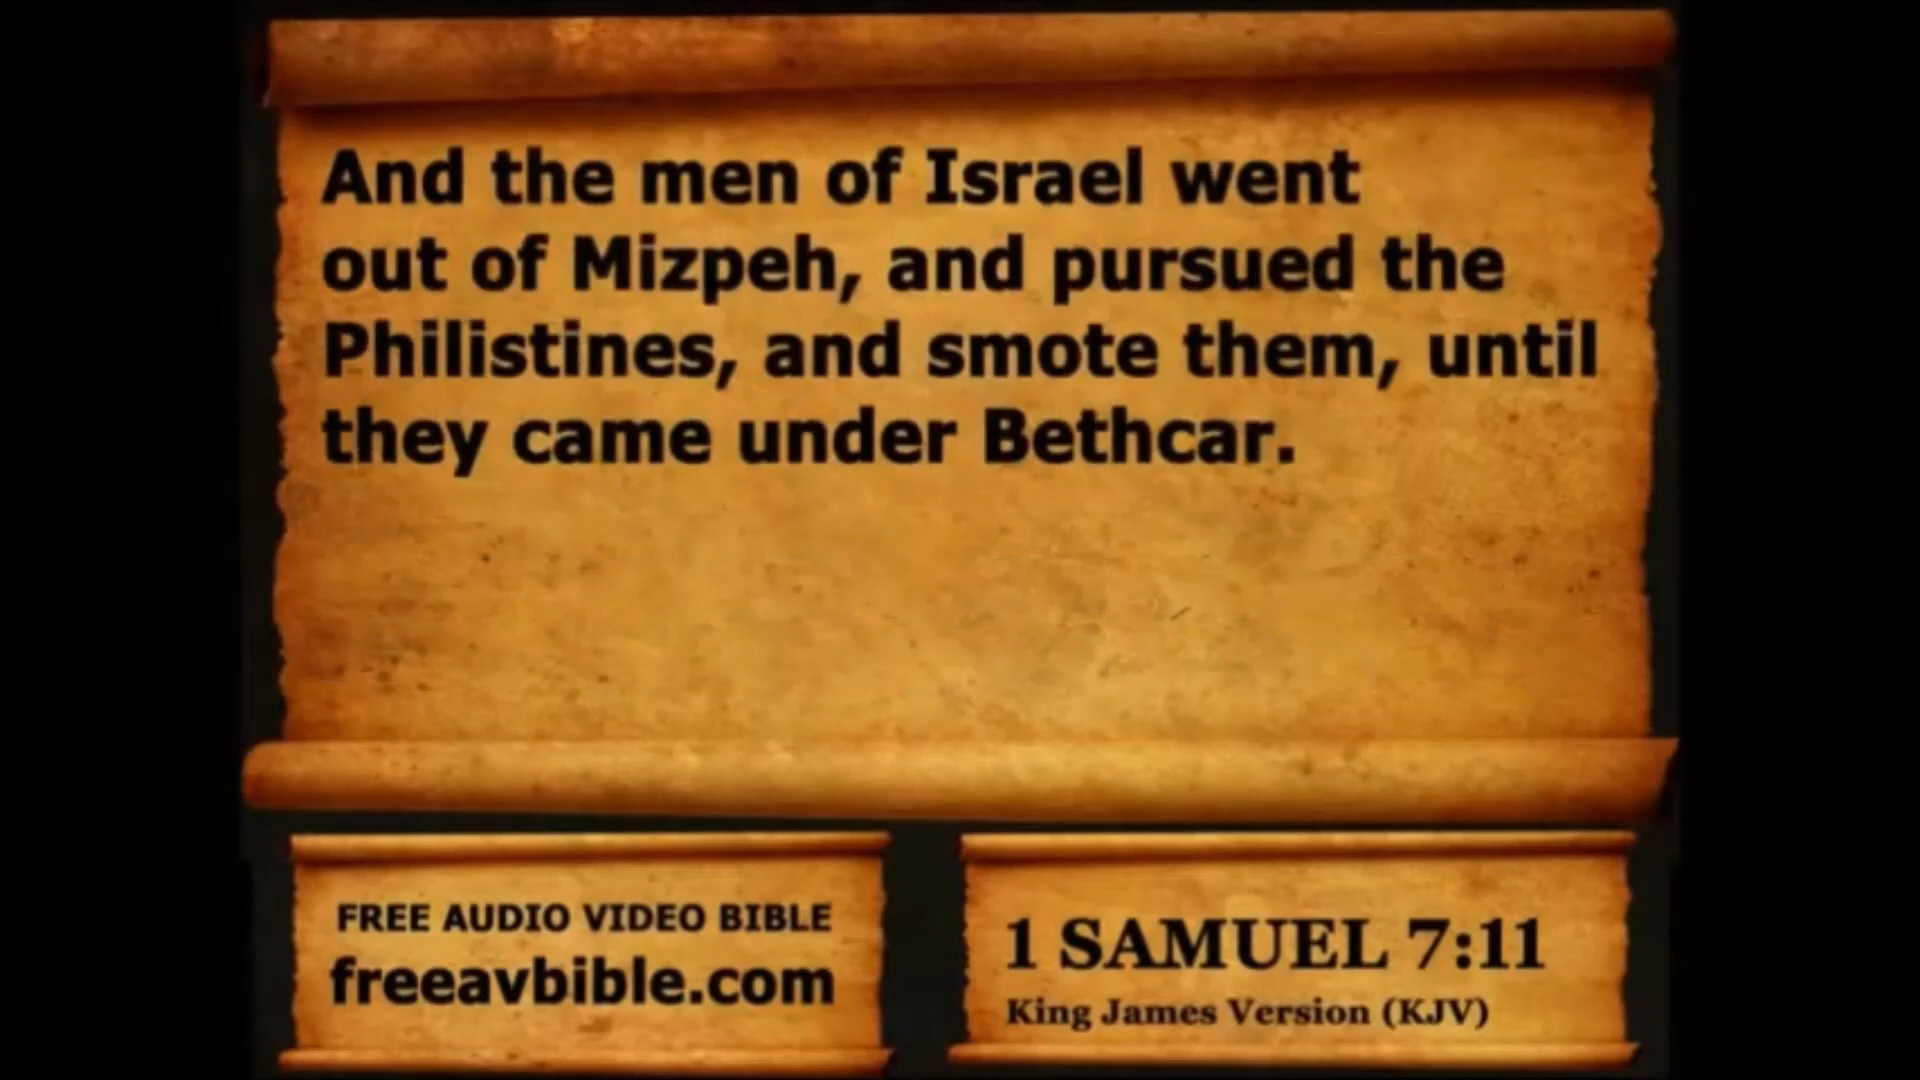 And the men of Israel went
out of Mizpeh, and pursued the
Philistines, and smote them, until
they came under Bethcar.
FREE AUDIO VIDEO BIBLE
freeavbible.com
1 SAMUEL 7:11
King James Version (KJV)